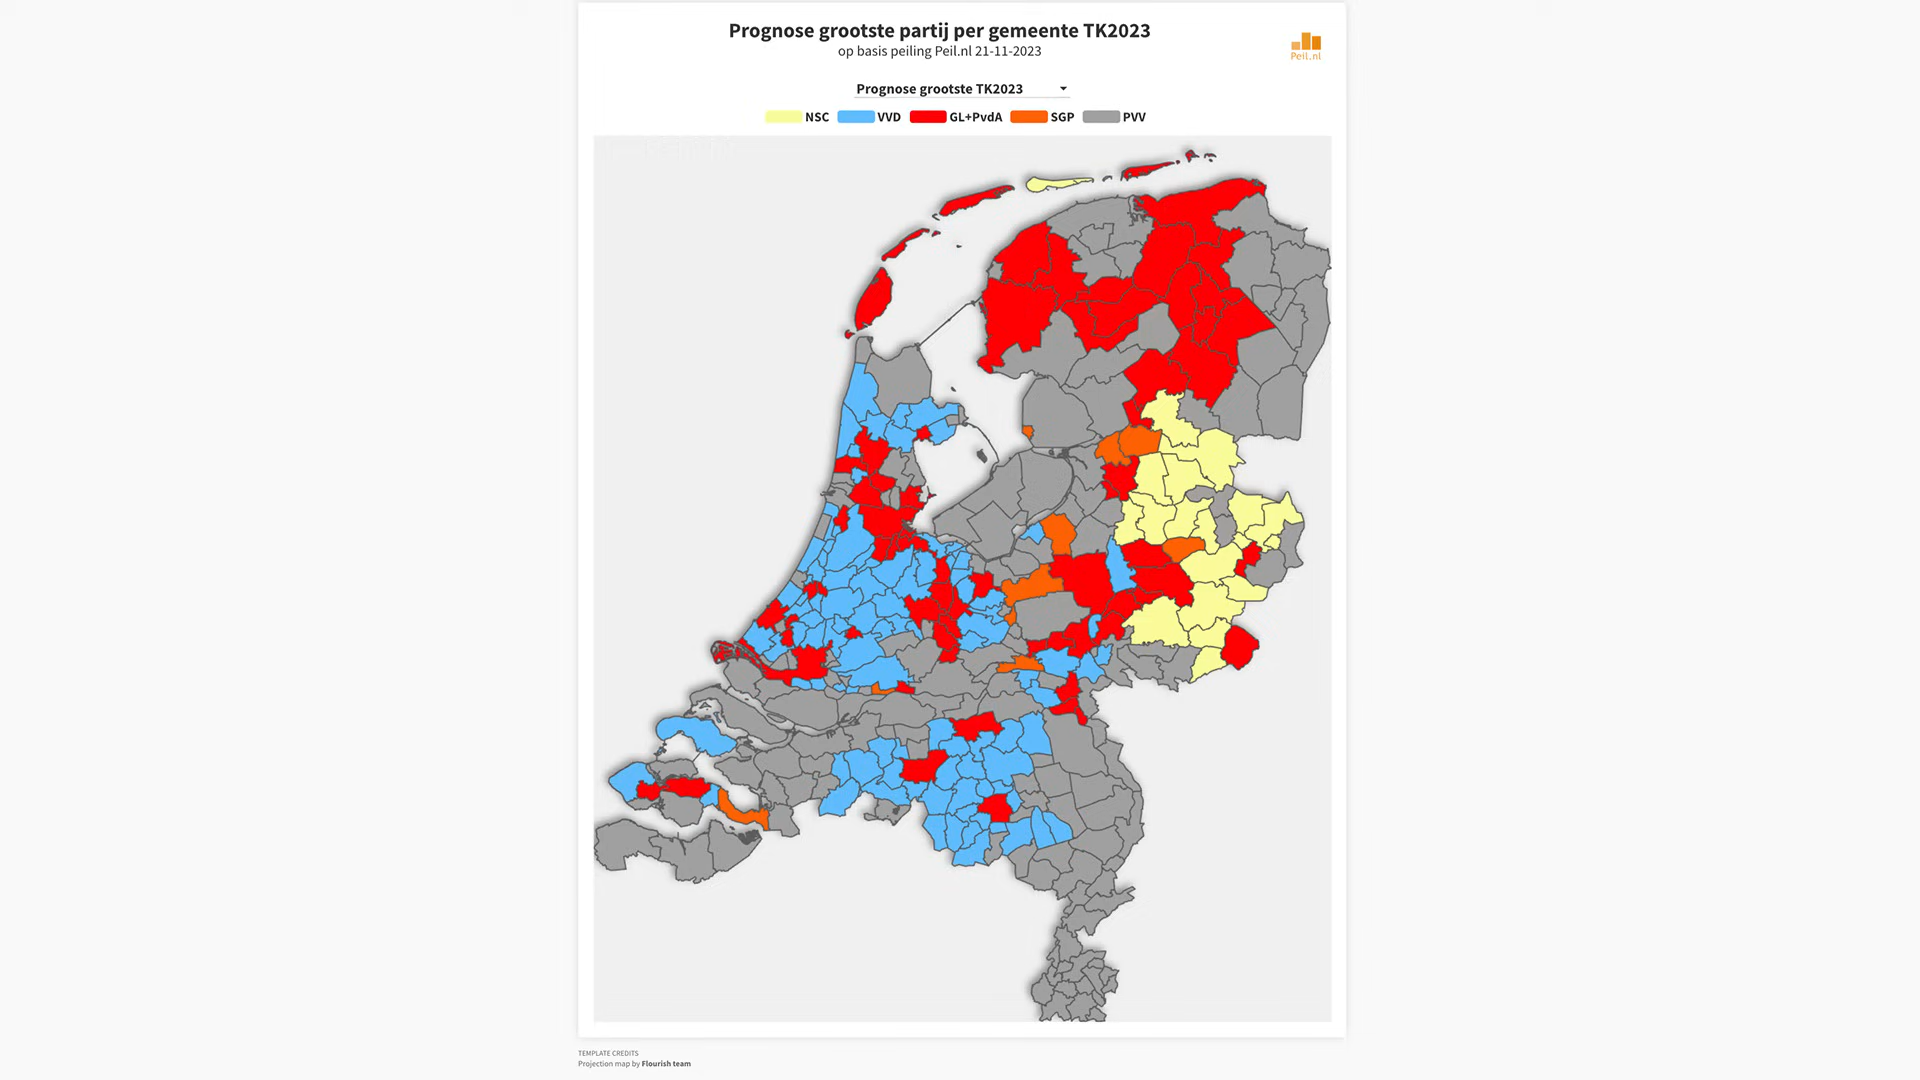 Prognose grootste partij per gemeente TK2023
op basis peiling Peil.nl 21-11-2023
Peil.nl
Prognose grootste TK2023
NSC VVD GL+PvdA SGP PVV
TEMPLATE CREDITS
Projection map by Flourish team